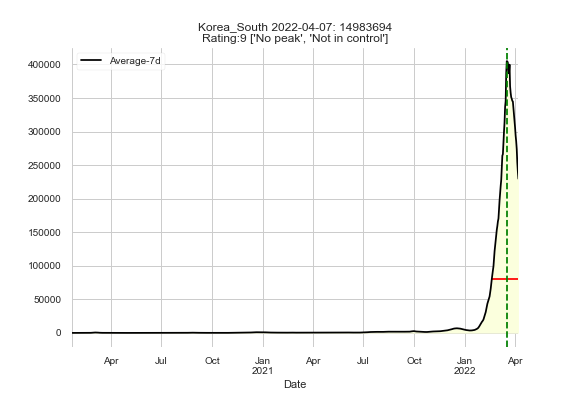 Korea_South 2022-04-07: 14983694
Rating:9 ['No peak', 'Not in control']
Average-7d
400000
350000
300000
250000
200000
150000
100000
50000
0
Apr Jul Oct Jan Apr Jul Oct Jan Apr
2021 2022
Date